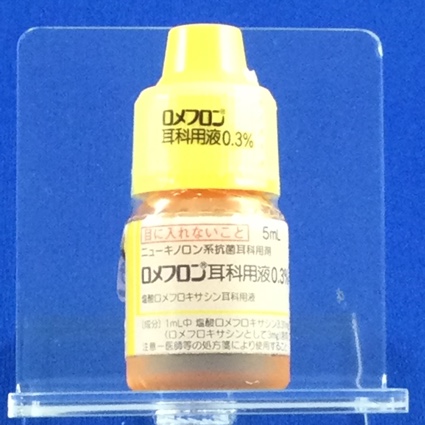 ロメフロン®
耳科用液0.3%
目に入れないこと 5mL
ニューキノロン系抗菌耳科用剤
ロメフロン®耳科用液0.3%
塩酸ロメフロキサシン耳科用液
[成分] 1mL中 塩酸ロメフロキサシン3.31mg
(ロメフロキサシンとして3mg)
注意-医師等の処方箋により使用すること